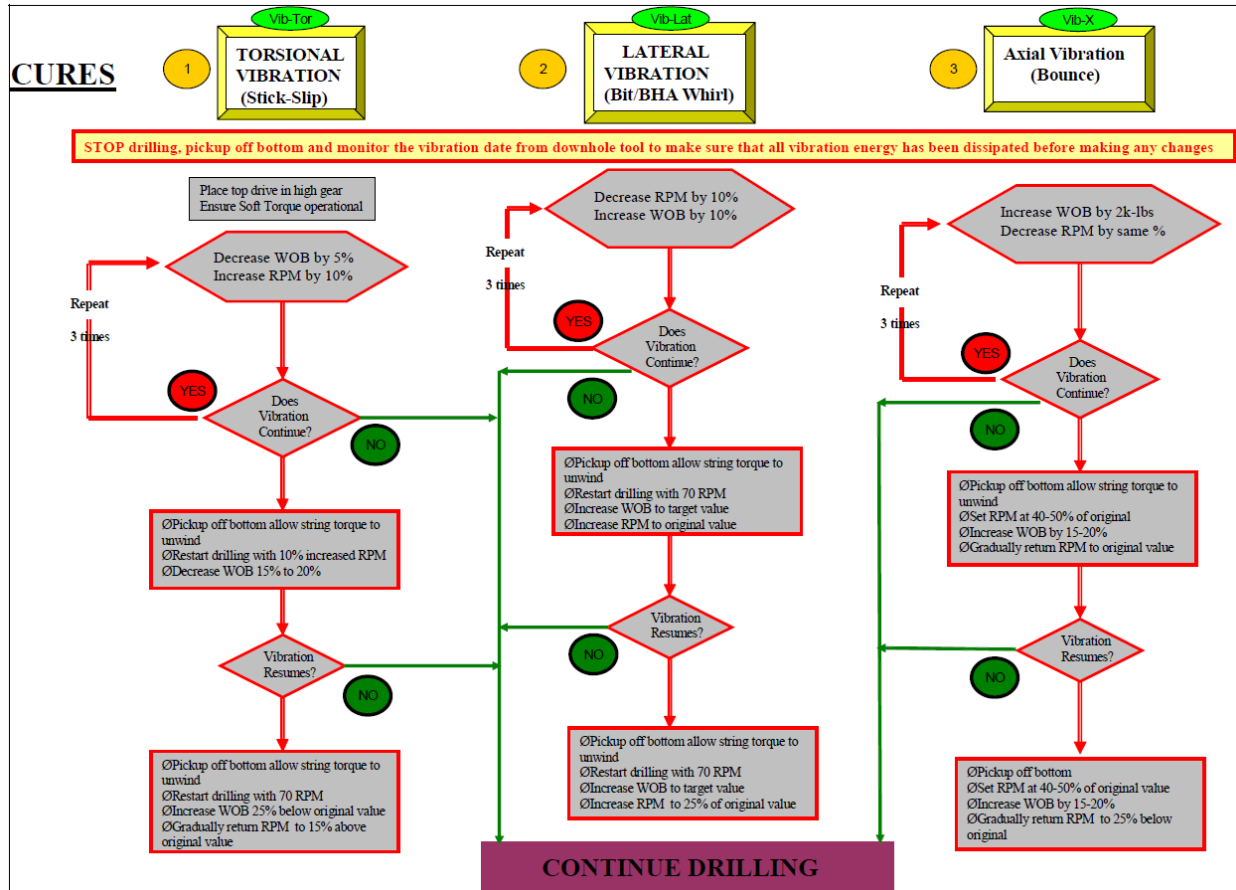 CURES
Vib-Tor
1
TORSIONAL
VIBRATION
(Stick-Slip)
Vib-Lat
2
LATERAL
VIBRATION
(Bit/BHA Whirl)
Vib-X
3
Axial Vibration
(Bounce)
STOP drilling, pickup off bottom and monitor the vibration date from downhole tool to make sure that all vibration energy has been dissipated before making any changes
Place top drive in high gear
Ensure Soft Torque operational
Decrease WOB by 5%
Increase RPM by 10%
Repeat
3 times
YES
Does
Vibration
Continue?
NO
ØPickup off bottom allow string torque to
unwind
ØRestart drilling with 10% increased RPM
ØDecrease WOB 15% to 20%
Vibration
Resumes?
NO
ØPickup off bottom allow string torque to
unwind
ØRestart drilling with 70 RPM
ØIncrease WOB 25% below original value
ØGradually return RPM to 15% above
original value
Decrease RPM by 10%
Increase WOB by 10%
Repeat
3 times
YES
Does
Vibration
Continue?
NO
ØPickup off bottom allow string torque to
unwind
ØRestart drilling with 70 RPM
ØIncrease WOB to target value
ØIncrease RPM to original value
Vibration
Resumes?
NO
ØPickup off bottom allow string torque to
unwind
ØRestart drilling with 70 RPM
ØIncrease WOB to target value
ØIncrease RPM to 25% of original value
Increase WOB by 2k-lbs
Decrease RPM by same %
Repeat
3 times
YES
Does
Vibration
Continue?
NO
ØPickup off bottom allow string torque to
unwind
ØSet RPM at 40-50% of original
ØIncrease WOB by 15-20%
ØGradually return RPM to original value
Vibration
Resumes?
NO
ØPickup off bottom
ØSet RPM at 40-50% of original value
ØIncrease WOB by 15-20%
ØGradually return RPM to 25% below
original
CONTINUE DRILLING